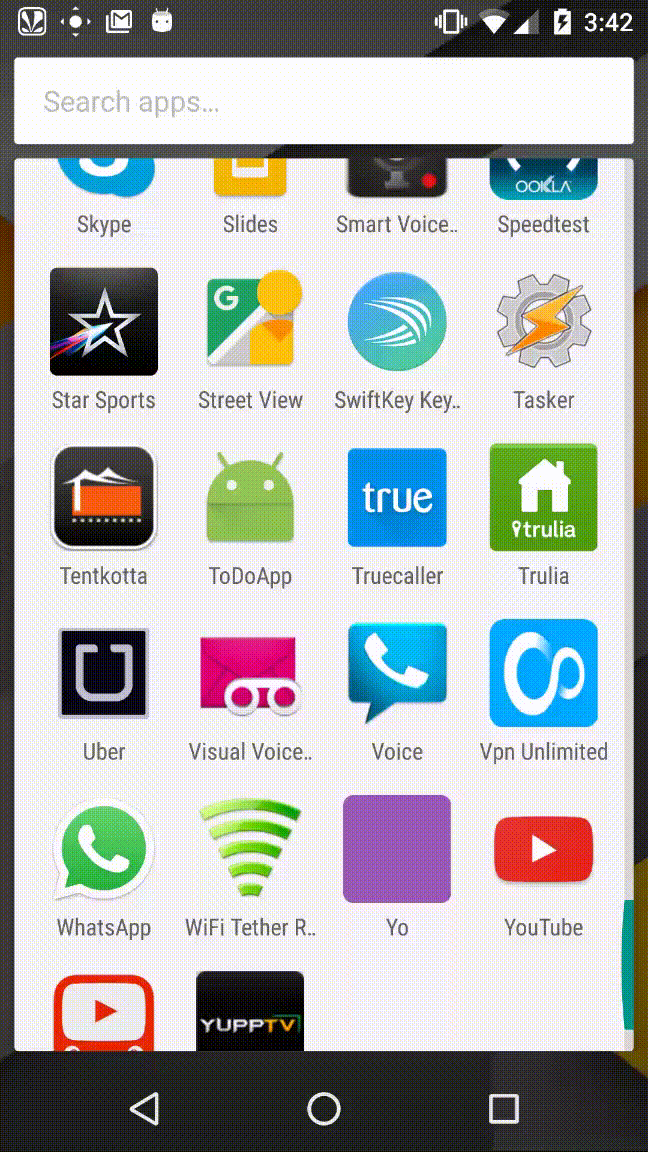 3:42
Search apps...
OOKLA
Skype Slides Smart Voice.. Speedtest
G
Star Sports Street View SwiftKey Key.. Tasker
true trulia
Tentkotta ToDoApp Truecaller Trulia
Uber Visual Voice.. Voice Vpn Unlimited
WhatsApp WiFi Tether R.. Yo YouTube
YUPPTV